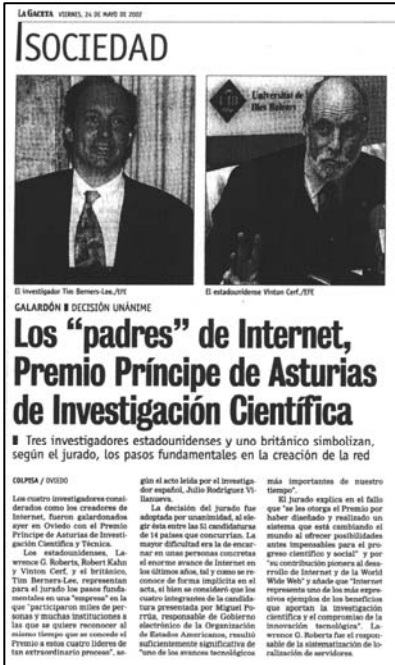 LA GACETA VIERNES, 24 DE MAYO DE 2002
SOCIEDAD
Universitat de
Illes Balears
El investigador Tim Berners-Lee./EFE
El estadounidense Vinton Cerf./EFE
GALARDÓN DECISIÓN UNÁNIME
Los “padres” de Internet,
Premio Príncipe de Asturias
de Investigación Científica
Tres investigadores estadounidenses y uno británico simbolizan,
según el jurado, los pasos fundamentales en la creación de la red
COLPISA / OVIEDO
Los cuatro investigadores consi-
derados como los creadores de
Internet, fueron galardonados
ayer en Oviedo con el Premio
Príncipe de Asturias de Investi-
gación Científica y Técnica.
Los estadounidenses, La-
wrence G. Roberts, Robert Kahn
y Vinton Cerf, y el británico,
Tim Berners-Lee, representan
para el jurado los pasos funda-
mentales en una "empresa" en la
que "participaron miles de per-
sonas y muchas instituciones a
las que se quiere reconocer al
mismo tiempo que se concede el
Premio a estos cuatro líderes de
tan extraordinario proceso", se-
gún el acto leída por el investiga-
dor español, Julio Rodríguez Vi-
llanueva.
La decisión del jurado fue
adoptada por unanimidad, al ele-
gir ésta entre las 51 candidaturas
de 14 países que concurrían. La
mayor dificultad era la de encar-
nar en unas personas concretas
el enorme avance de Internet en
los últimos años, tal y como se re-
conoce de forma implícita en el
acta, si bien se consideró que los
cuatro integrantes de la candida-
tura presentada por Miguel Po-
rrúa, responsable de Gobierno
electrónico de la Organización
de Estados Americanos, resultó
suficientemente significativa de
"uno de los avances tecnológicos
más importantes de nuestro
tiempo".
El jurado explica en el fallo
que "se les otorga el Premio por
haber diseñado y realizado un
sistema que está cambiando el
mundo al ofrecer posibilidades
antes impensables para el pro-
greso científico y social" y por
"su contribución pionera al desa-
rrollo de Internet y de la World
Wide Web" y añade que "Internet
representa uno de los más expre-
sivos ejemplos de los beneficios
que aportan la investigación
científica y el compromiso de la
innovación tecnológica". La-
wrence G. Roberts fue el respon-
sable de la sistematización de lo-
ralización de servidores.